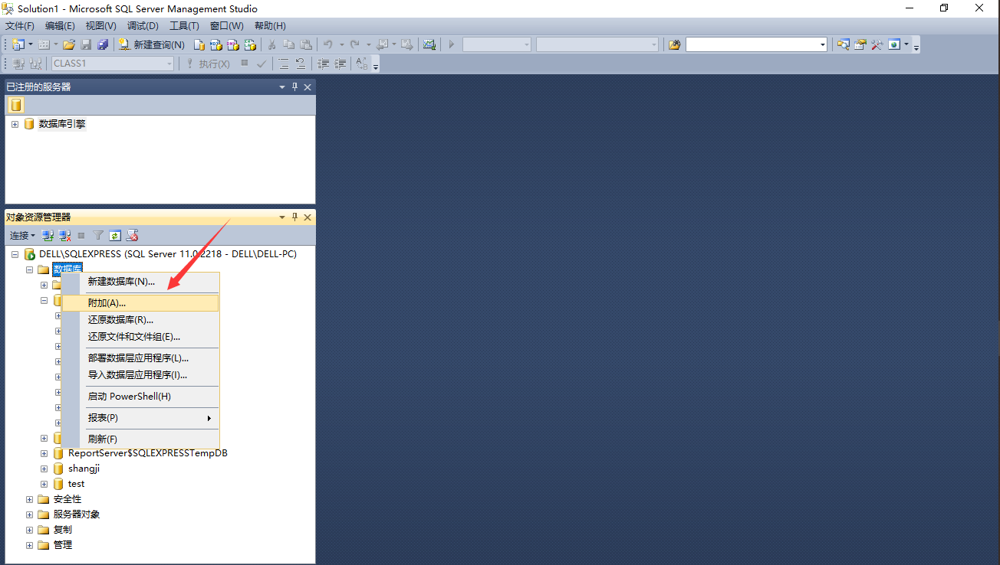 Solution1 - Microsoft SQL Server Management Studio
文件(F) 编辑(E) 视图(V) 调试(D) 工具(T) 窗口(W) 帮助(H)
新建查询(N)
CLASS1 执行(X)
已注册的服务器
数据库引擎
对象资源管理器
连接
DELL\SQLEXPRESS (SQL Server 11.0.2218 - DELL\DELL-PC)
数据库
新建数据库(N)...
附加(A)...
还原数据库(R)...
还原文件和文件组(E)...
部署数据层应用程序(L)...
导入数据层应用程序(I)...
启动 PowerShell(H)
报表(P)
刷新(F)
ReportServer$SQLEXPRESSTempDB
shangji
test
安全性
服务器对象
复制
管理